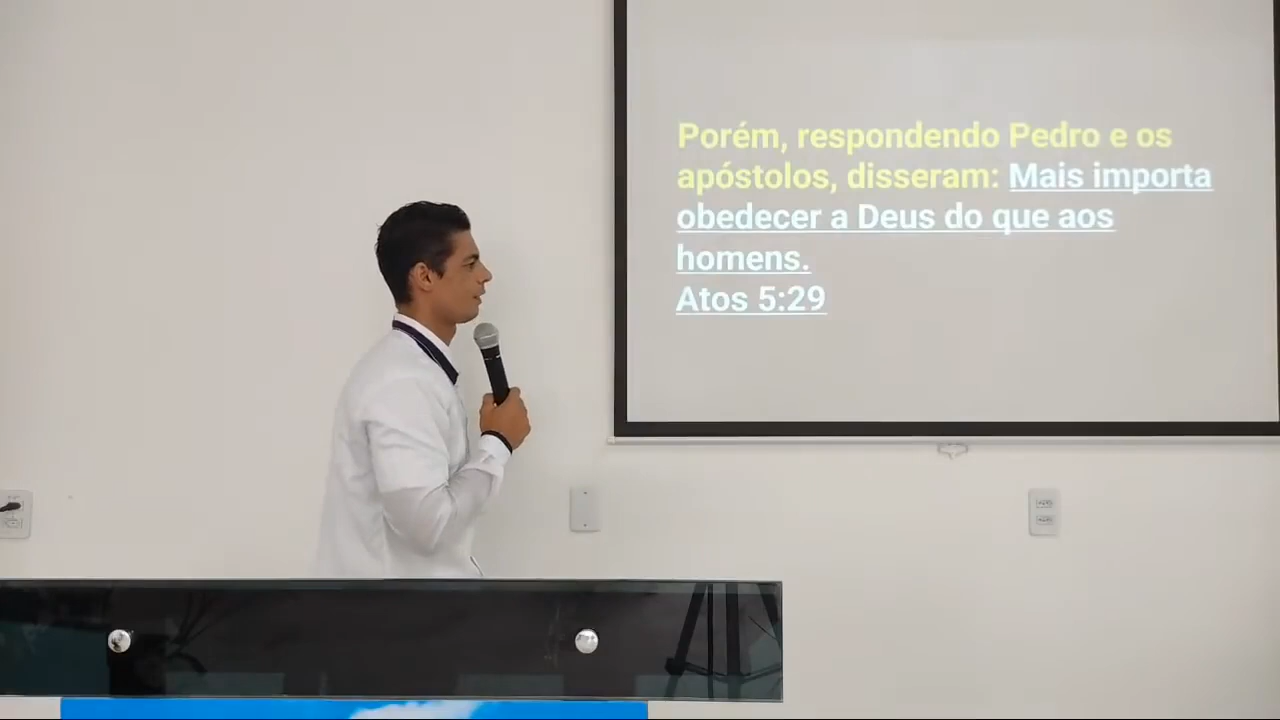 Porém, respondendo Pedro e os
apóstolos, disseram: Mais importa
obedecer a Deus do que aos
homens.
Atos 5:29